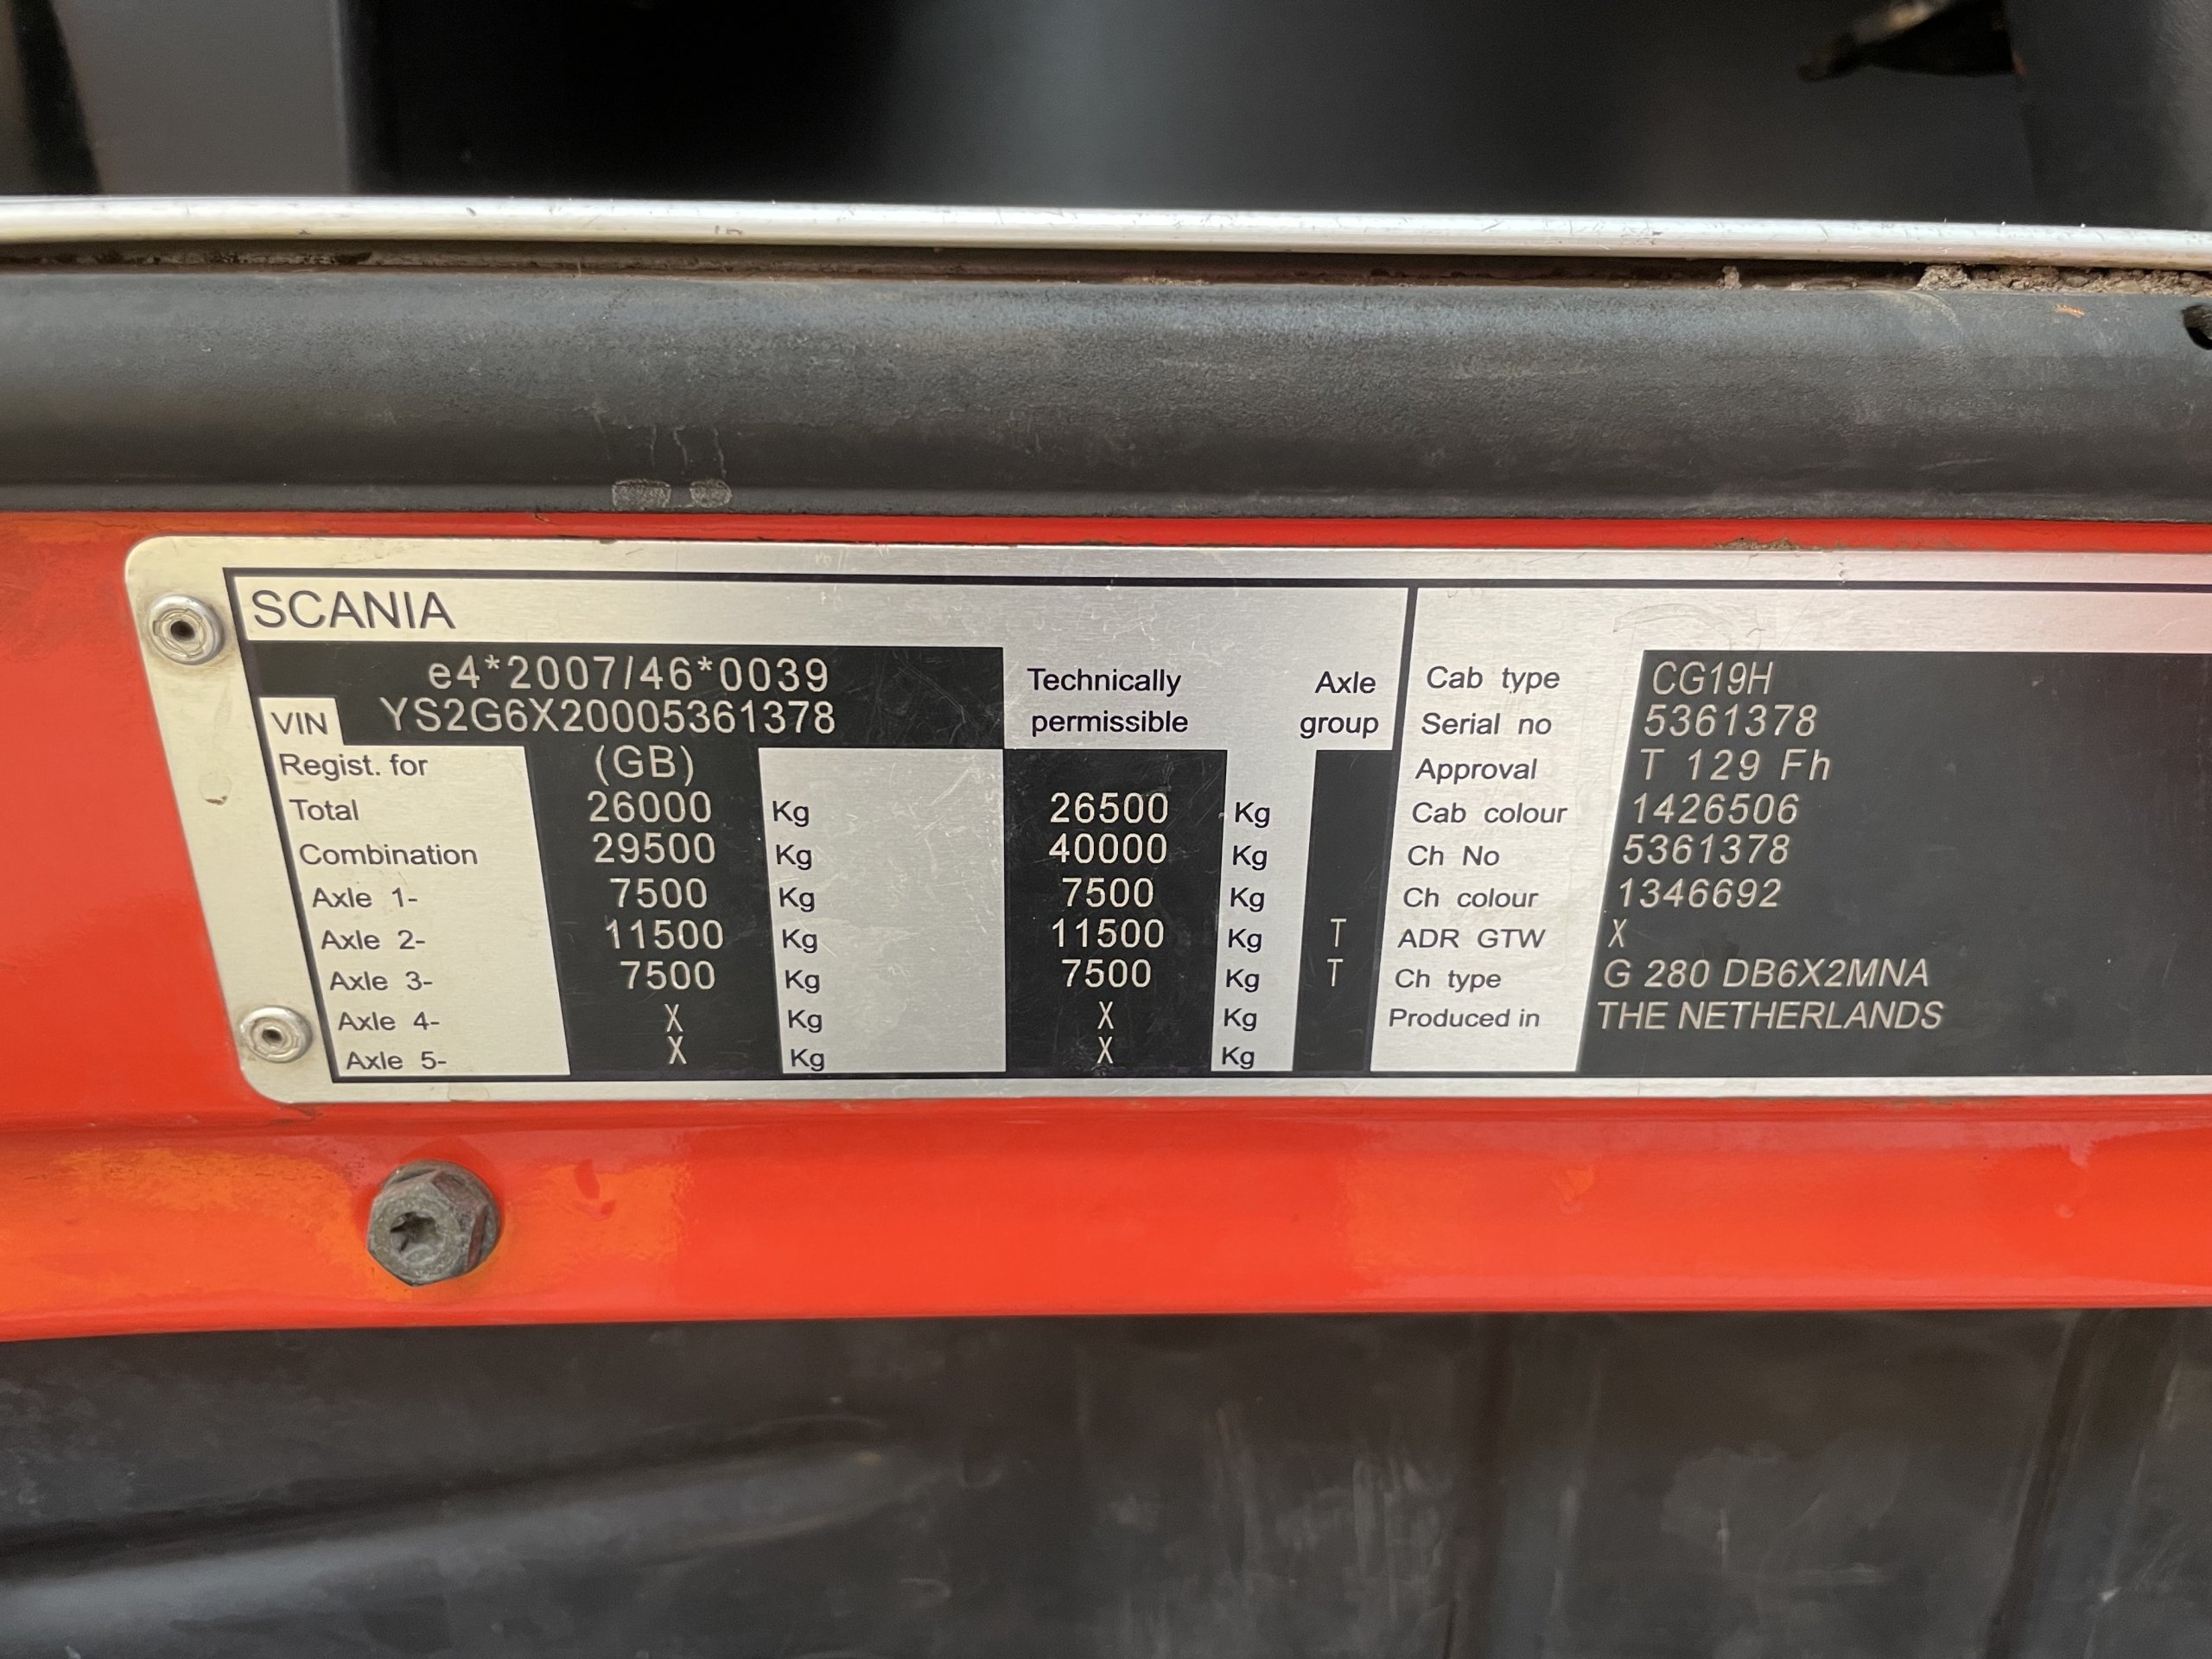 SCANIA
e4*2007/46*0039
VIN YS2G6X20005361378
Technically permissible
Axle group
Regist. for (GB)
Total 26000 Kg 26500 Kg
Combination 29500 Kg 40000 Kg
Axle 1- 7500 Kg 7500 Kg
Axle 2- 11500 Kg 11500 Kg T
Axle 3- 7500 Kg 7500 Kg T
Axle 4- X Kg X Kg
Axle 5- X Kg X Kg
Cab type CG19H
Serial no 5361378
Approval T 129 Fh
Cab colour 1426506
Ch No 5361378
Ch colour 1346692
ADR GTW X
Ch type G 280 DB6X2MNA
Produced in THE NETHERLANDS